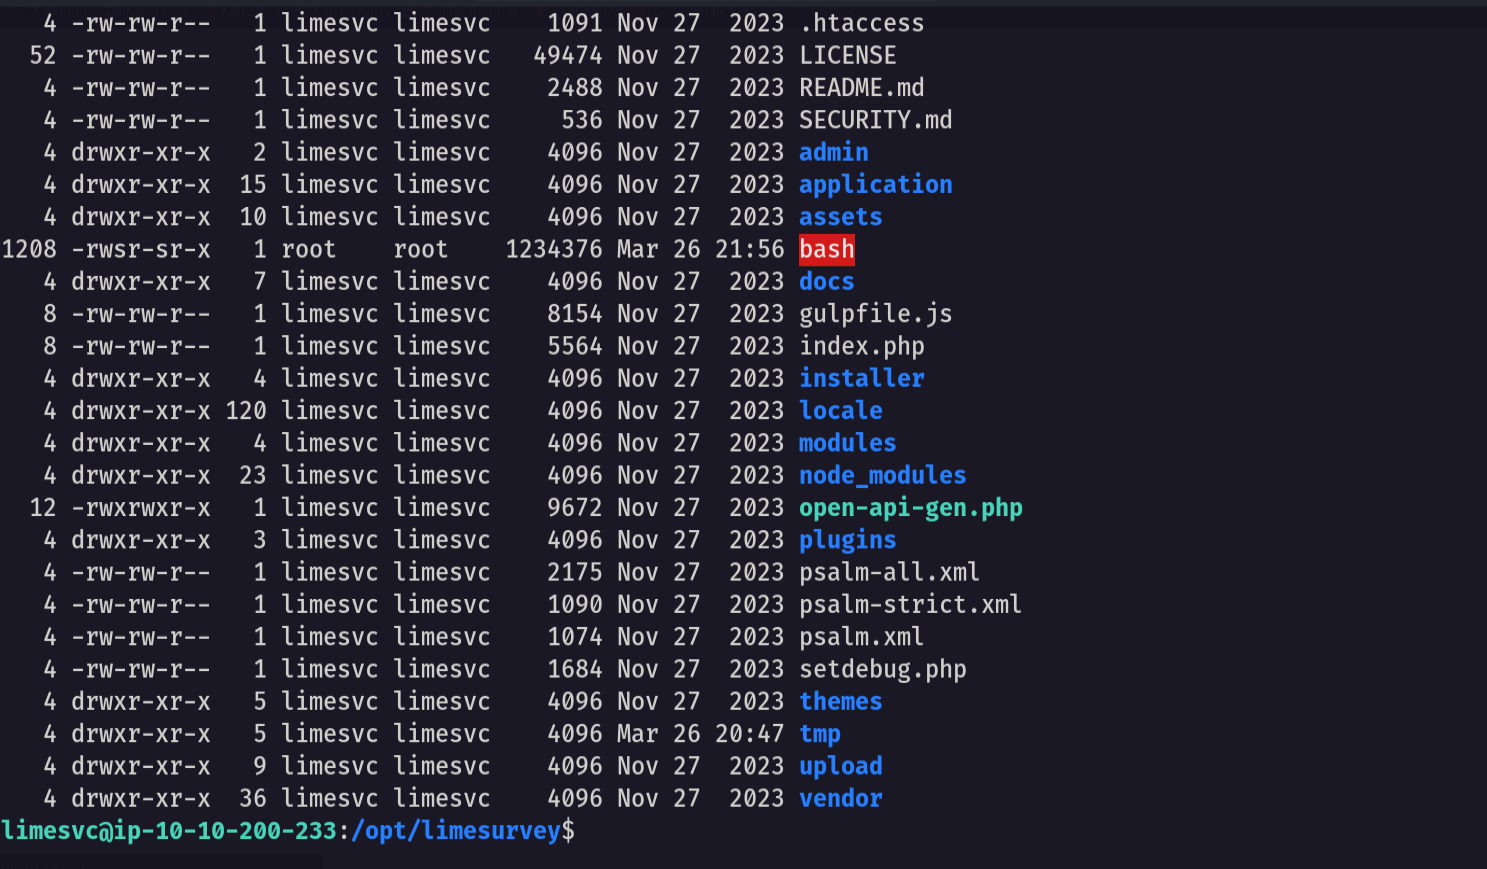 4 -rw-rw-r--   1 limesvc limesvc    1091 Nov 27  2023 .htaccess
  52 -rw-rw-r--   1 limesvc limesvc   49474 Nov 27  2023 LICENSE
   4 -rw-rw-r--   1 limesvc limesvc    2488 Nov 27  2023 README.md
   4 -rw-rw-r--   1 limesvc limesvc     536 Nov 27  2023 SECURITY.md
   4 drwxr-xr-x   2 limesvc limesvc    4096 Nov 27  2023 admin
   4 drwxr-xr-x  15 limesvc limesvc    4096 Nov 27  2023 application
   4 drwxr-xr-x  10 limesvc limesvc    4096 Nov 27  2023 assets
1208 -rwsr-sr-x   1 root    root    1234376 Mar 26 21:56 bash
   4 drwxr-xr-x   7 limesvc limesvc    4096 Nov 27  2023 docs
   8 -rw-rw-r--   1 limesvc limesvc    8154 Nov 27  2023 gulpfile.js
   8 -rw-rw-r--   1 limesvc limesvc    5564 Nov 27  2023 index.php
   4 drwxr-xr-x   4 limesvc limesvc    4096 Nov 27  2023 installer
   4 drwxr-xr-x 120 limesvc limesvc    4096 Nov 27  2023 locale
   4 drwxr-xr-x   4 limesvc limesvc    4096 Nov 27  2023 modules
   4 drwxr-xr-x  23 limesvc limesvc    4096 Nov 27  2023 node_modules
  12 -rwxrwxr-x   1 limesvc limesvc    9672 Nov 27  2023 open-api-gen.php
   4 drwxr-xr-x   3 limesvc limesvc    4096 Nov 27  2023 plugins
   4 -rw-rw-r--   1 limesvc limesvc    2175 Nov 27  2023 psalm-all.xml
   4 -rw-rw-r--   1 limesvc limesvc    1090 Nov 27  2023 psalm-strict.xml
   4 -rw-rw-r--   1 limesvc limesvc    1074 Nov 27  2023 psalm.xml
   4 -rw-rw-r--   1 limesvc limesvc    1684 Nov 27  2023 setdebug.php
   4 drwxr-xr-x   5 limesvc limesvc    4096 Nov 27  2023 themes
   4 drwxr-xr-x   5 limesvc limesvc    4096 Mar 26 20:47 tmp
   4 drwxr-xr-x   9 limesvc limesvc    4096 Nov 27  2023 upload
   4 drwxr-xr-x  36 limesvc limesvc    4096 Nov 27  2023 vendor
limesvc@ip-10-10-200-233:/opt/limesurvey$